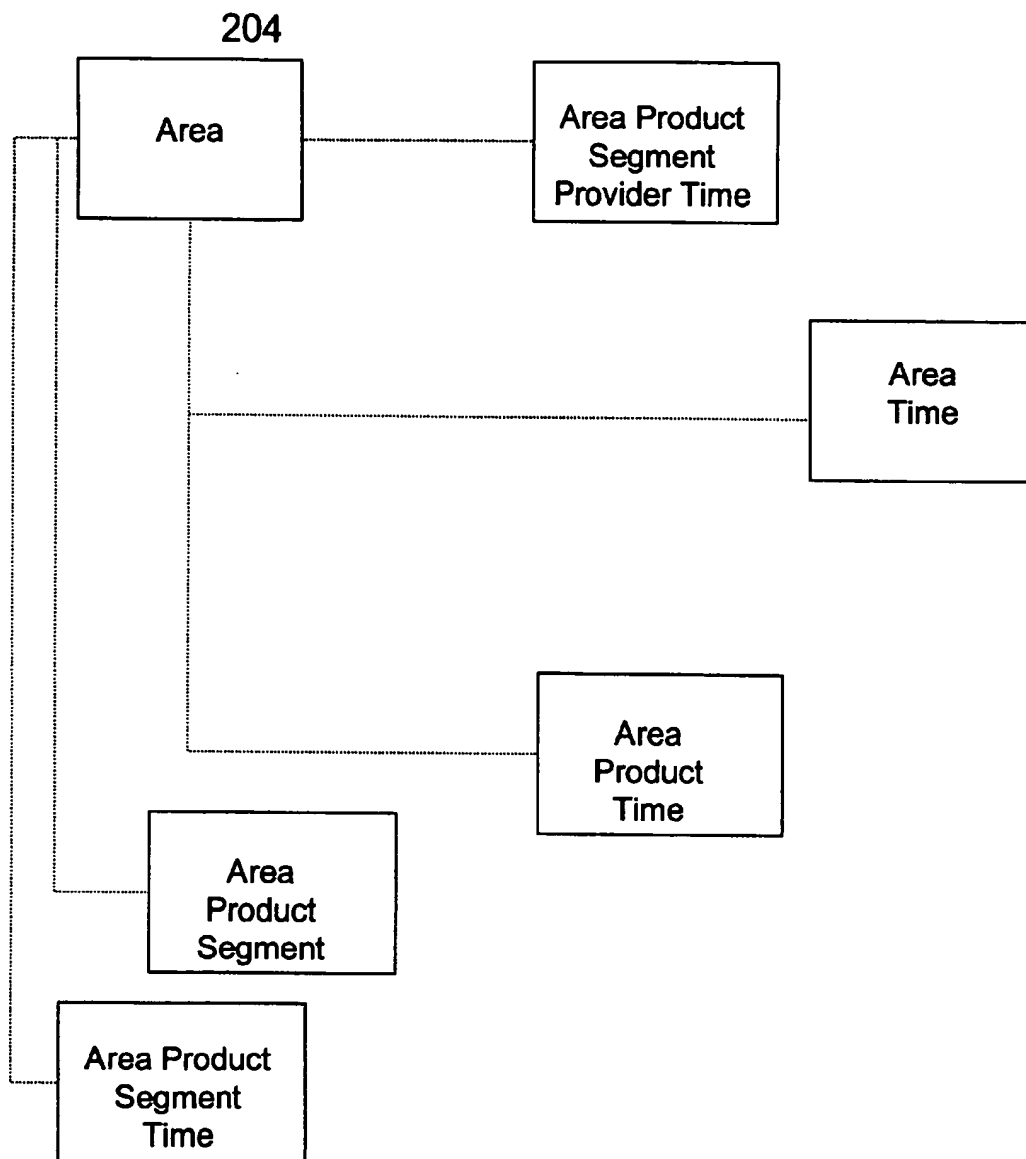 204
Area
Area Product
Segment
Provider Time
Area
Time
Area
Product
Time
Area
Product
Segment
Area Product
Segment
Time